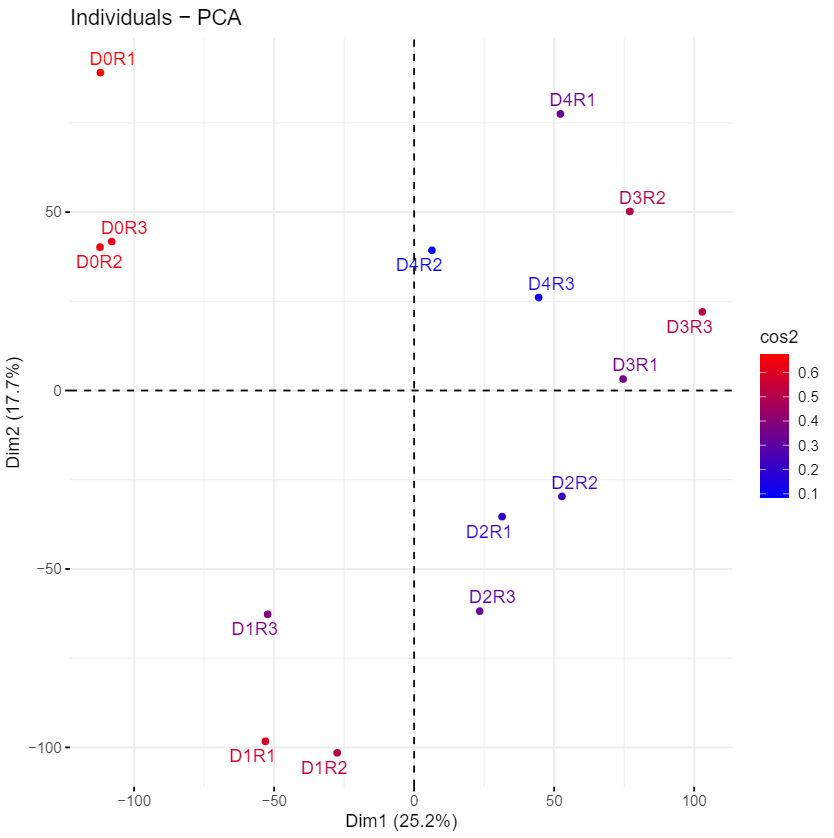 Individuals − PCA
D0R1
D4R1
D3R2
50
D0R3
D0R2
D4R2
D4R3
D3R3
D3R1
0
D2R2
D2R1
−50
D2R3
D1R3
D1R1
D1R2
−100
−100
−50
0
50
100
Dim1 (25.2%)
Dim2 (17.7%)
cos2
0.6
0.5
0.4
0.3
0.2
0.1